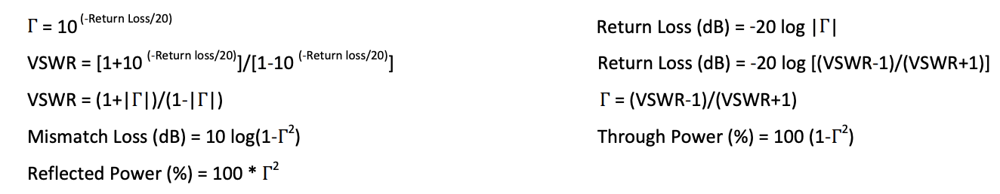 Γ = 10 (-Return Loss/20)
VSWR = [1+10 (-Return loss/20)]/[1-10 (-Return loss/20)]
VSWR = (1+|Γ|)/(1-|Γ|)
Mismatch Loss (dB) = 10 log(1-Γ²)
Reflected Power (%) = 100 * Γ²
Return Loss (dB) = -20 log |Γ|
Return Loss (dB) = -20 log [(VSWR-1)/(VSWR+1)]
Γ = (VSWR-1)/(VSWR+1)
Through Power (%) = 100 (1-Γ²)